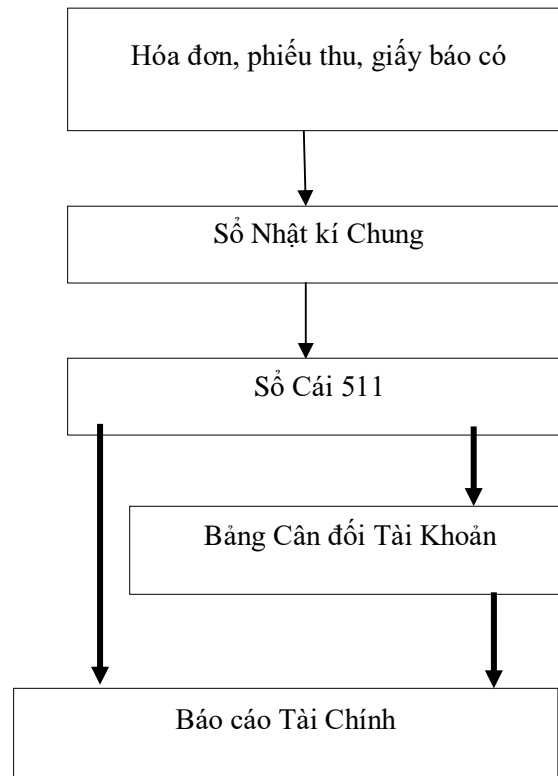 Hóa đơn, phiếu thu, giấy báo có
Sổ Nhật kí Chung
Sổ Cái 511
Bảng Cân đối Tài Khoản
Báo cáo Tài Chính